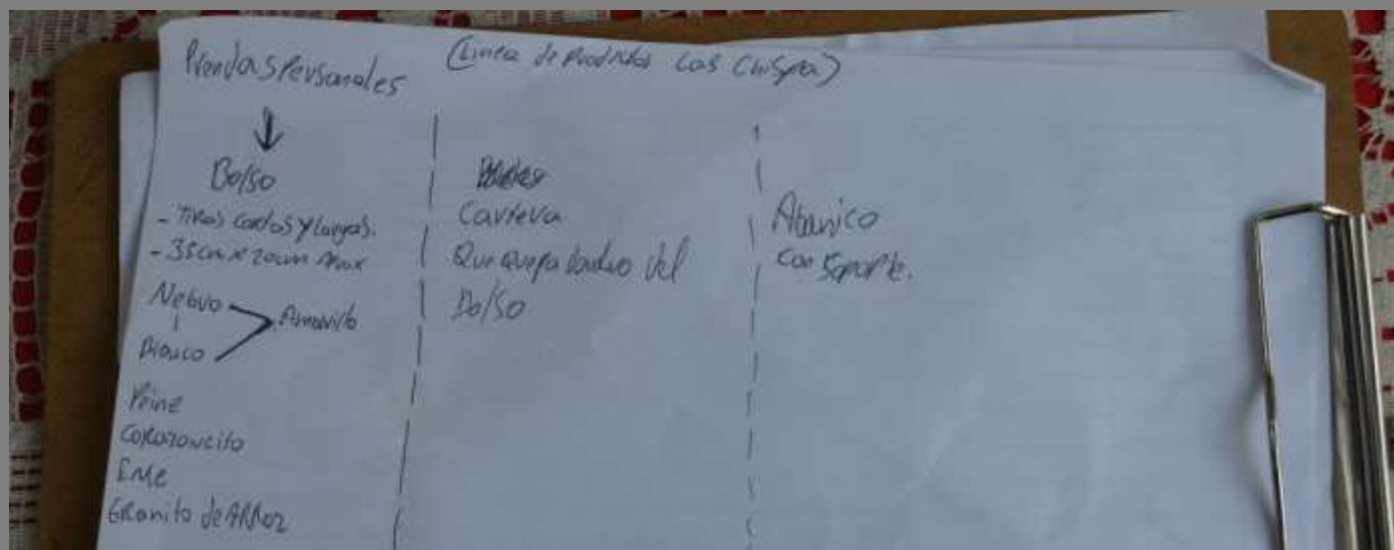 Prendas Personales
(Linea de Productos Las Chispa)
Bolso
- Tiras cortas y largas.
- 35cm x 20cm Max
Negro
Blanco
Amarillo
Peine
Corazoncito
Eme
Granito de Arroz
Cartera
Que quepa dentro del
Bolso
Abanico
Con Soporte.